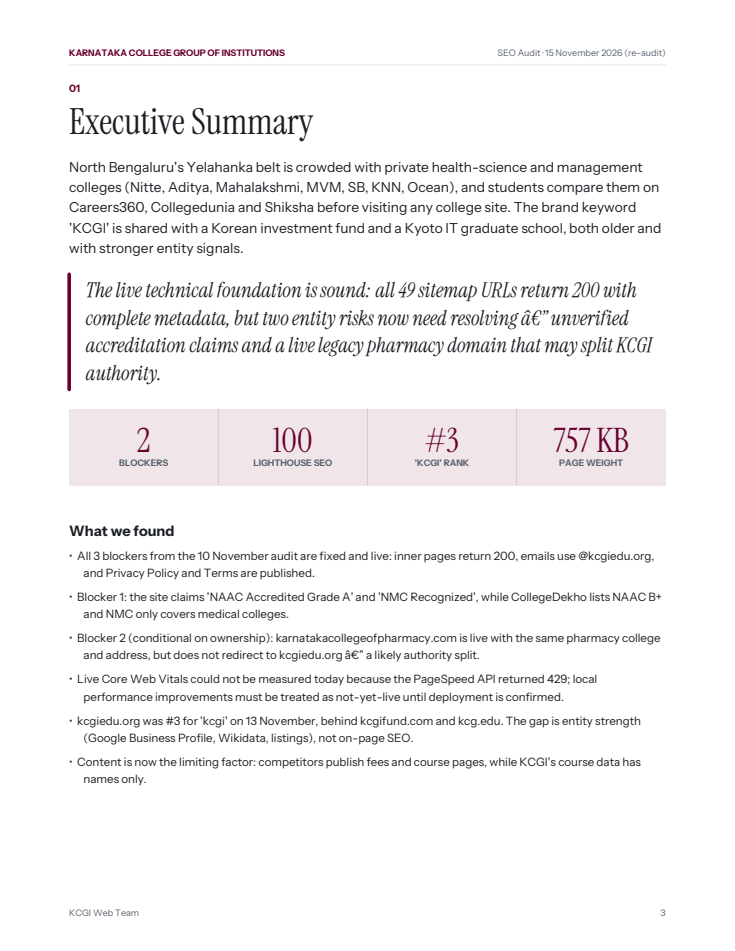 KARNATAKA COLLEGE GROUP OF INSTITUTIONS
SEO Audit · 15 November 2026 (re-audit)
01
Executive Summary
North Bengaluru's Yelahanka belt is crowded with private health-science and management
colleges (Nitte, Aditya, Mahalakshmi, MVM, SB, KNN, Ocean), and students compare them on
Careers360, Collegedunia and Shiksha before visiting any college site. The brand keyword
'KCGI' is shared with a Korean investment fund and a Kyoto IT graduate school, both older and
with stronger entity signals.
The live technical foundation is sound: all 49 sitemap URLs return 200 with
complete metadata, but two entity risks now need resolving â€” unverified
accreditation claims and a live legacy pharmacy domain that may split KCGI
authority.
2
BLOCKERS
100
LIGHTHOUSE SEO
#3
'KCGI' RANK
757 KB
PAGE WEIGHT
What we found
• All 3 blockers from the 10 November audit are fixed and live: inner pages return 200, emails use @kcgiedu.org,
and Privacy Policy and Terms are published.
• Blocker 1: the site claims 'NAAC Accredited Grade A' and 'NMC Recognized', while CollegeDekho lists NAAC B+
and NMC only covers medical colleges.
• Blocker 2 (conditional on ownership): karnatakacollegeofpharmacy.com is live with the same pharmacy college
and address, but does not redirect to kcgiedu.org â€” a likely authority split.
• Live Core Web Vitals could not be measured today because the PageSpeed API returned 429; local
performance improvements must be treated as not-yet-live until deployment is confirmed.
• kcgiedu.org was #3 for 'kcgi' on 13 November, behind kcgifund.com and kcg.edu. The gap is entity strength
(Google Business Profile, Wikidata, listings), not on-page SEO.
• Content is now the limiting factor: competitors publish fees and course pages, while KCGI's course data has
names only.
KCGI Web Team
3